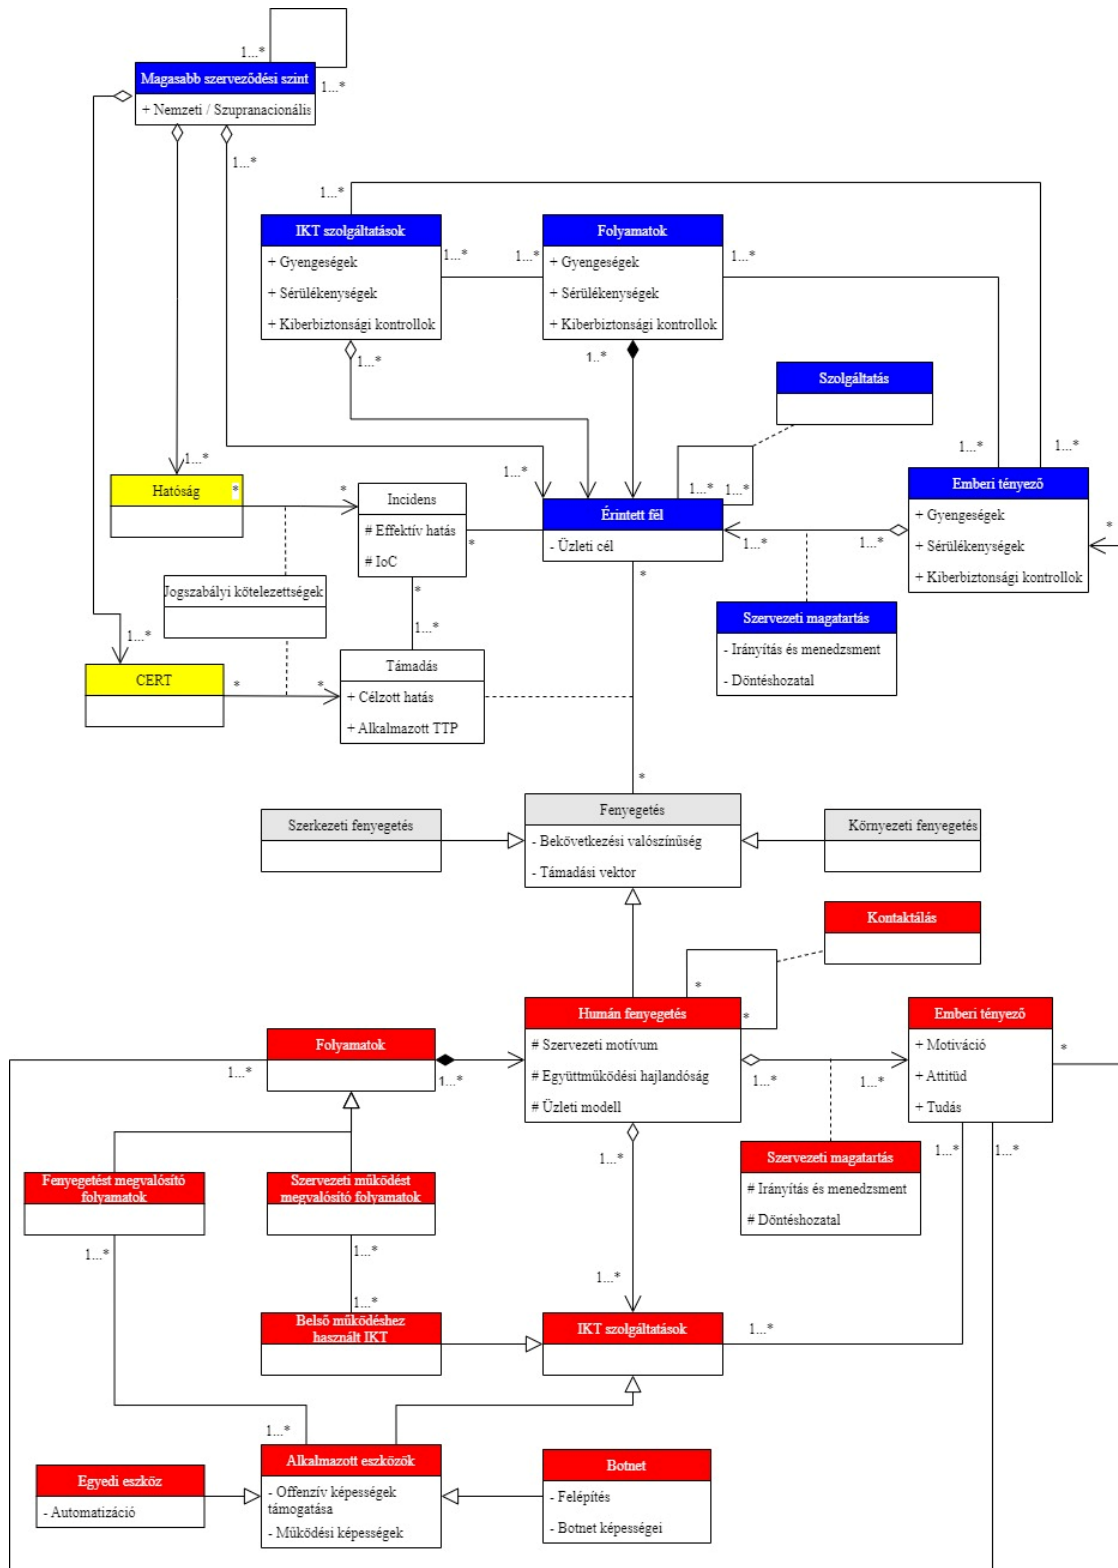 1...*
1...*
Magasabb szerveződési szint
+ Nemzeti / Szupranacionális
1...*
1...*
IKT szolgáltatások
+ Gyengeségek
+ Sérülékenységek
+ Kiberbiztonsági kontrollok
1...*
1...*
Folyamatok
+ Gyengeségek
+ Sérülékenységek
+ Kiberbiztonsági kontrollok
1...*
1...*
1..*
Szolgáltatás
1...*
1...*
1...*
1...*
1...*
1...*
Hatóság
*
*
Incidens
# Effektív hatás
# IoC
*
Érintett fél
- Üzleti cél
*
1...*
1...*
Emberi tényező
+ Gyengeségek
+ Sérülékenységek
+ Kiberbiztonsági kontrollok
*
Jogszabályi kötelezettségek
*
1...*
Szervezeti magatartás
- Irányítás és menedzsment
- Döntéshozatal
1...*
CERT
*
*
Támadás
+ Célzott hatás
+ Alkalmazott TTP
*
Szerkezeti fenyegetés
Fenyegetés
- Bekövetkezési valószínűség
- Támadási vektor
Környezeti fenyegetés
Kontaktálás
*
*
Humán fenyegetés
# Szervezeti motívum
# Együttműködési hajlandóság
# Üzleti modell
Emberi tényező
+ Motiváció
+ Attitüd
+ Tudás
*
Folyamatok
1...*
1...*
1...*
1...*
1...*
1...*
1...*
Szervezeti magatartás
# Irányítás és menedzsment
# Döntéshozatal
Fenyegetést megvalósító
folyamatok
Szervezeti működést
megvalósító folyamatok
1...*
1...*
1...*
1...*
Belső működéshez
használt IKT
IKT szolgáltatások
1...*
1...*
Alkalmazott eszközök
- Offenzív képességek
támogatása
- Működési képességek
Egyedi eszköz
- Automatizáció
Botnet
- Felépítés
- Botnet képességei